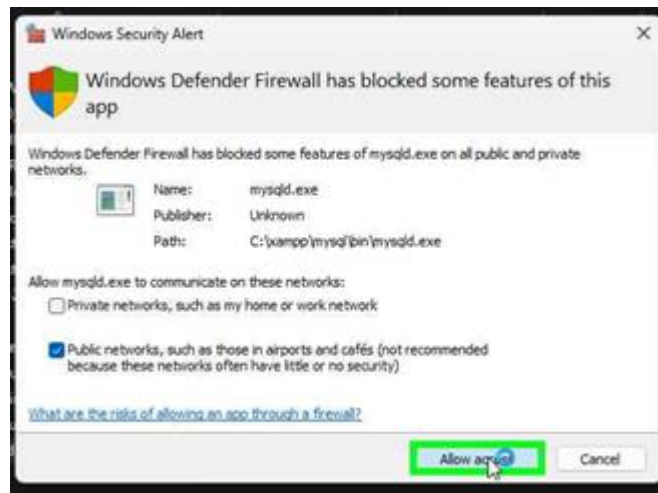 Windows Security Alert
Windows Defender Firewall has blocked some features of this
app
Windows Defender Firewall has blocked some features of mysqld.exe on all public and private
networks.
Name: mysqld.exe
Publisher: Unknown
Path: C:\xampp\mysql\bin\mysqld.exe
Allow mysqld.exe to communicate on these networks:
Private networks, such as my home or work network
Public networks, such as those in airports and cafés (not recommended
because these networks often have little or no security)
What are the risks of allowing an app through a firewall?
Allow Cancel